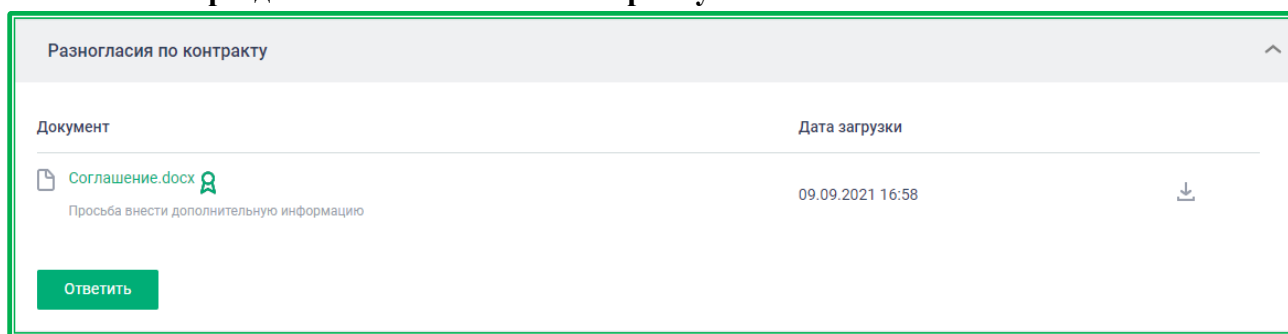 Разногласия по контракту
Документ
Дата загрузки
Соглашение.docx
Просьба внести дополнительную информацию
09.09.2021 16:58
Ответить